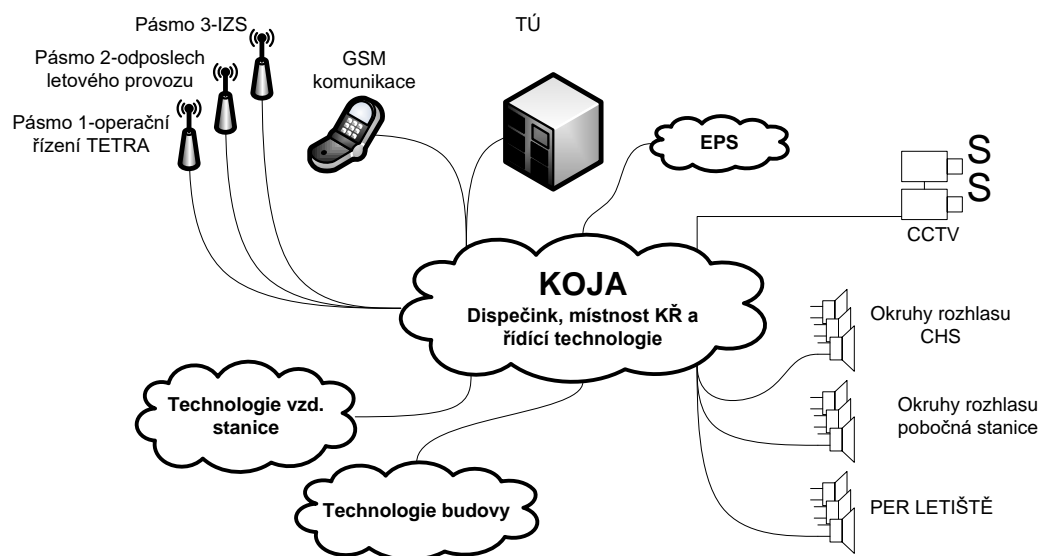 Pásmo 3-IZS
Pásmo 2-odposlech
letového provozu
Pásmo 1-operační
řízení TETRA
GSM
komunikace
TÚ
EPS
S
S
CCTV
KOJA
Dispečink, místnost KŘ a
řídící technologie
Okruhy rozhlasu
CHS
Okruhy rozhlasu
pobočná stanice
PER LETIŠTĚ
Technologie vzd.
stanice
Technologie budovy